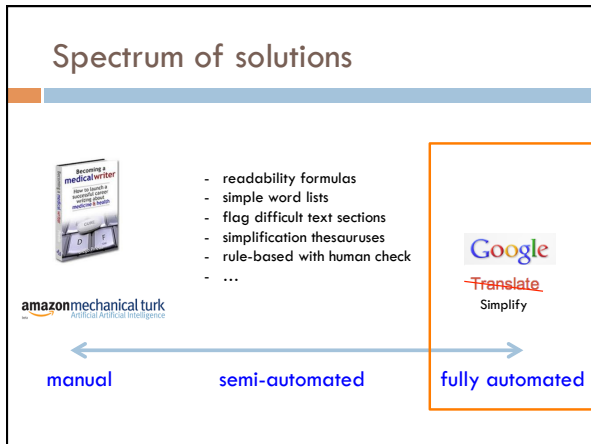 Spectrum of solutions
Becoming a
medical writer
How to launch a
successful career
writing about
medicine & health
D F
- readability formulas
- simple word lists
- flag difficult text sections
- simplification thesauruses
- rule-based with human check
- ...
Google
Translate
Simplify
amazonmechanical turk
Artificial Artificial Intelligence
manual
semi-automated
fully automated